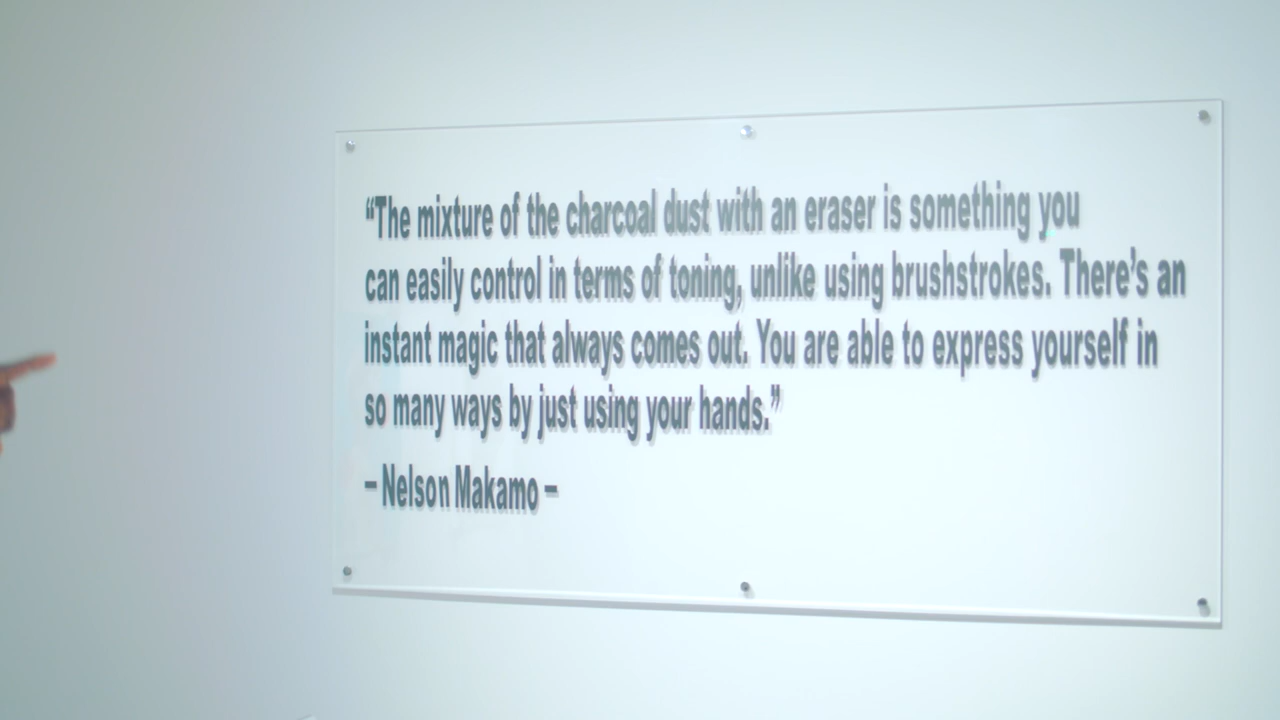 “The mixture of the charcoal dust with an eraser is something you
can easily control in terms of toning, unlike using brushstrokes. There’s an
instant magic that always comes out. You are able to express yourself in
so many ways by just using your hands.”
– Nelson Makamo –